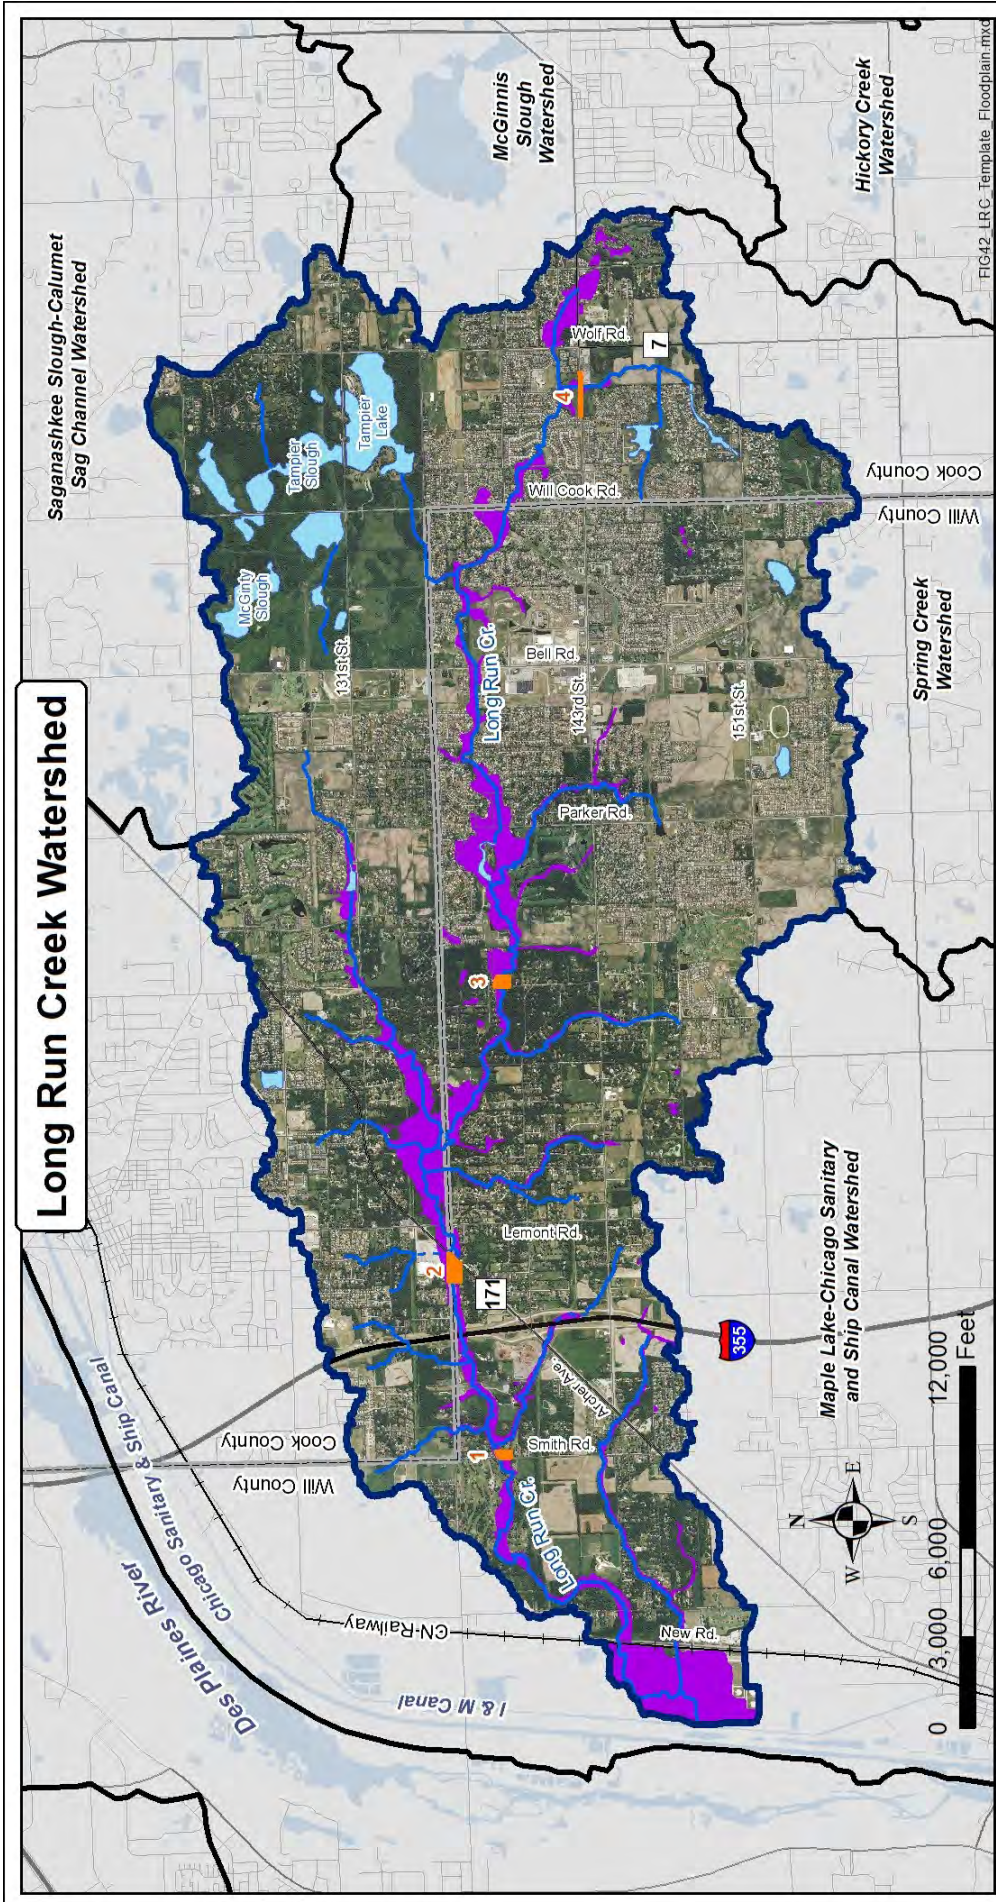 Long Run Creek Watershed
Saganashkee Slough-Calumet
Sag Channel Watershed
McGinnis
Slough
Watershed
Hickory Creek
Watershed
Spring Creek
Watershed
Maple Lake-Chicago Sanitary
and Ship Canal Watershed
Des Plaines River
Chicago Sanitary & Ship Canal
I & M Canal
CN-Railway
Will County
Cook County
McGinty
Slough
Tampier
Slough
Tampier
Lake
131st St.
Will County
Cook County
Wolf Rd.
7
4
Will Cook Rd.
Bell Rd.
143rd St.
151st St.
Long Run Cr.
Parker Rd.
3
2
171
Lemont Rd.
355
Archer Ave.
Smith Rd.
1
Long Run Cr.
New Rd.
N
W
E
S
0 3,000 6,000 12,000
Feet
FIG42_LRC_Template_Floodplain.mxd